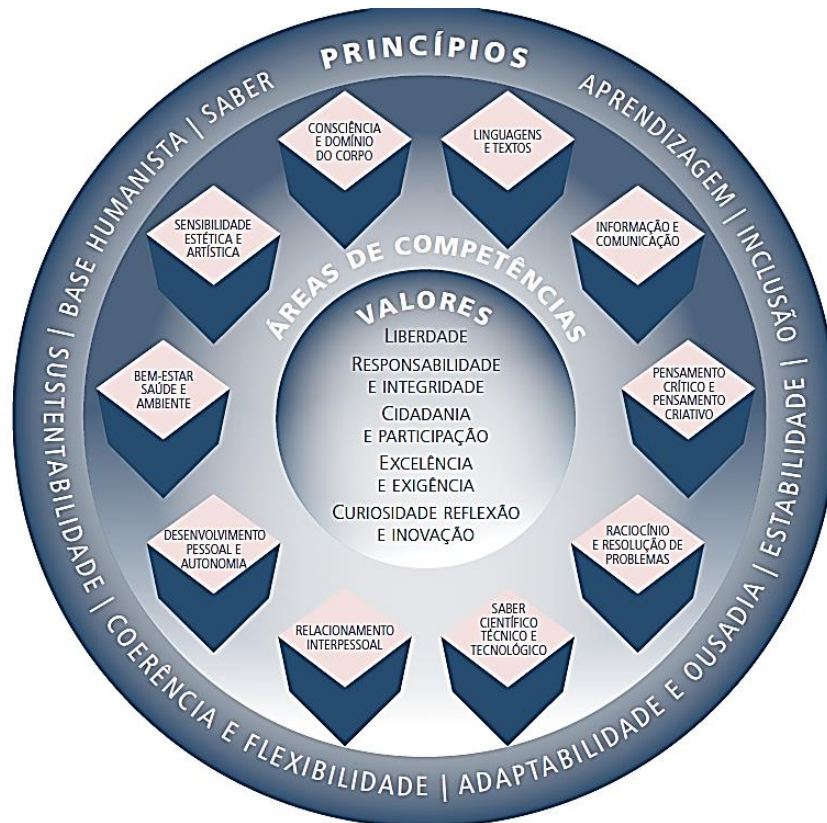 PRINCÍPIOS
BASE HUMANISTA | SABER
APRENDIZAGEM | INCLUSÃO |
ESTABILIDADE |
ADAPTABILIDADE E OUSADIA |
COERÊNCIA E FLEXIBILIDADE |
SUSTENTABILIDADE |
ÁREAS DE COMPETÊNCIAS
CONSCIÊNCIA
E DOMÍNIO
DO CORPO
LINGUAGENS
E TEXTOS
INFORMAÇÃO E
COMUNICAÇÃO
PENSAMENTO
CRÍTICO E
PENSAMENTO
CRIATIVO
RACIOCÍNIO
E RESOLUÇÃO DE
PROBLEMAS
SABER
CIENTÍFICO
TÉCNICO E
TECNOLÓGICO
RELACIONAMENTO
INTERPESSOAL
DESENVOLVIMENTO
PESSOAL E
AUTONOMIA
BEM-ESTAR
SAÚDE E
AMBIENTE
SENSIBILIDADE
ESTÉTICA E
ARTÍSTICA
VALORES
LIBERDADE
RESPONSABILIDADE
E INTEGRIDADE
CIDADANIA
E PARTICIPAÇÃO
EXCELÊNCIA
E EXIGÊNCIA
CURIOSIDADE REFLEXÃO
E INOVAÇÃO